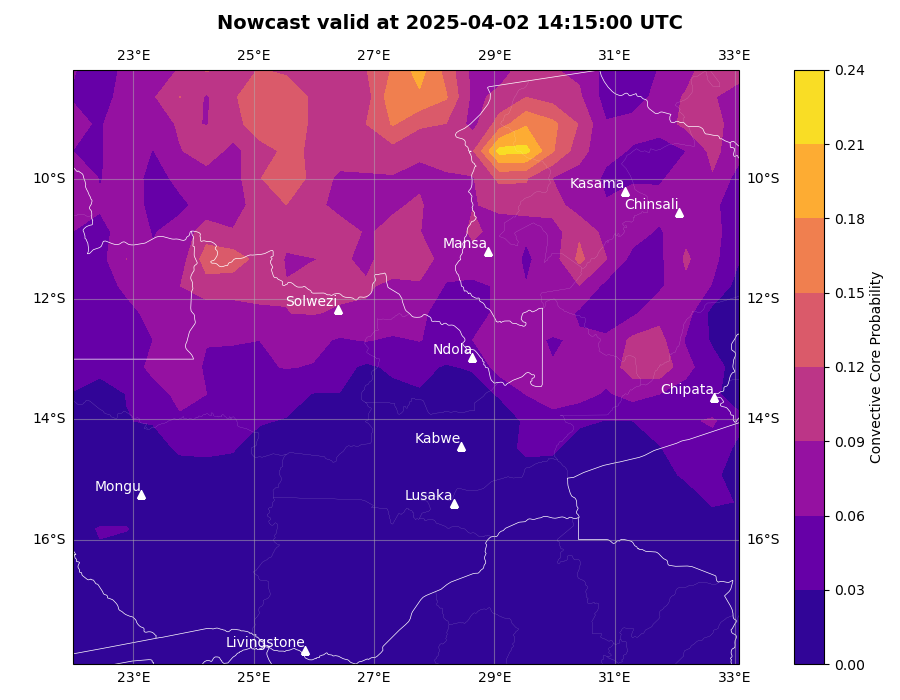 Nowcast valid at 2025-04-02 14:15:00 UTC
23°E 25°E 27°E 29°E 31°E 33°E
10°S 12°S 14°S 16°S
Kasama
Chinsali
Mansa
Solwezi
Ndola
Chipata
Kabwe
Mongu
Lusaka
Livingstone
10°S 12°S 14°S 16°S
23°E 25°E 27°E 29°E 31°E 33°E
0.24
0.21
0.18
0.15
0.12
0.09
0.06
0.03
0.00
Convective Core Probability